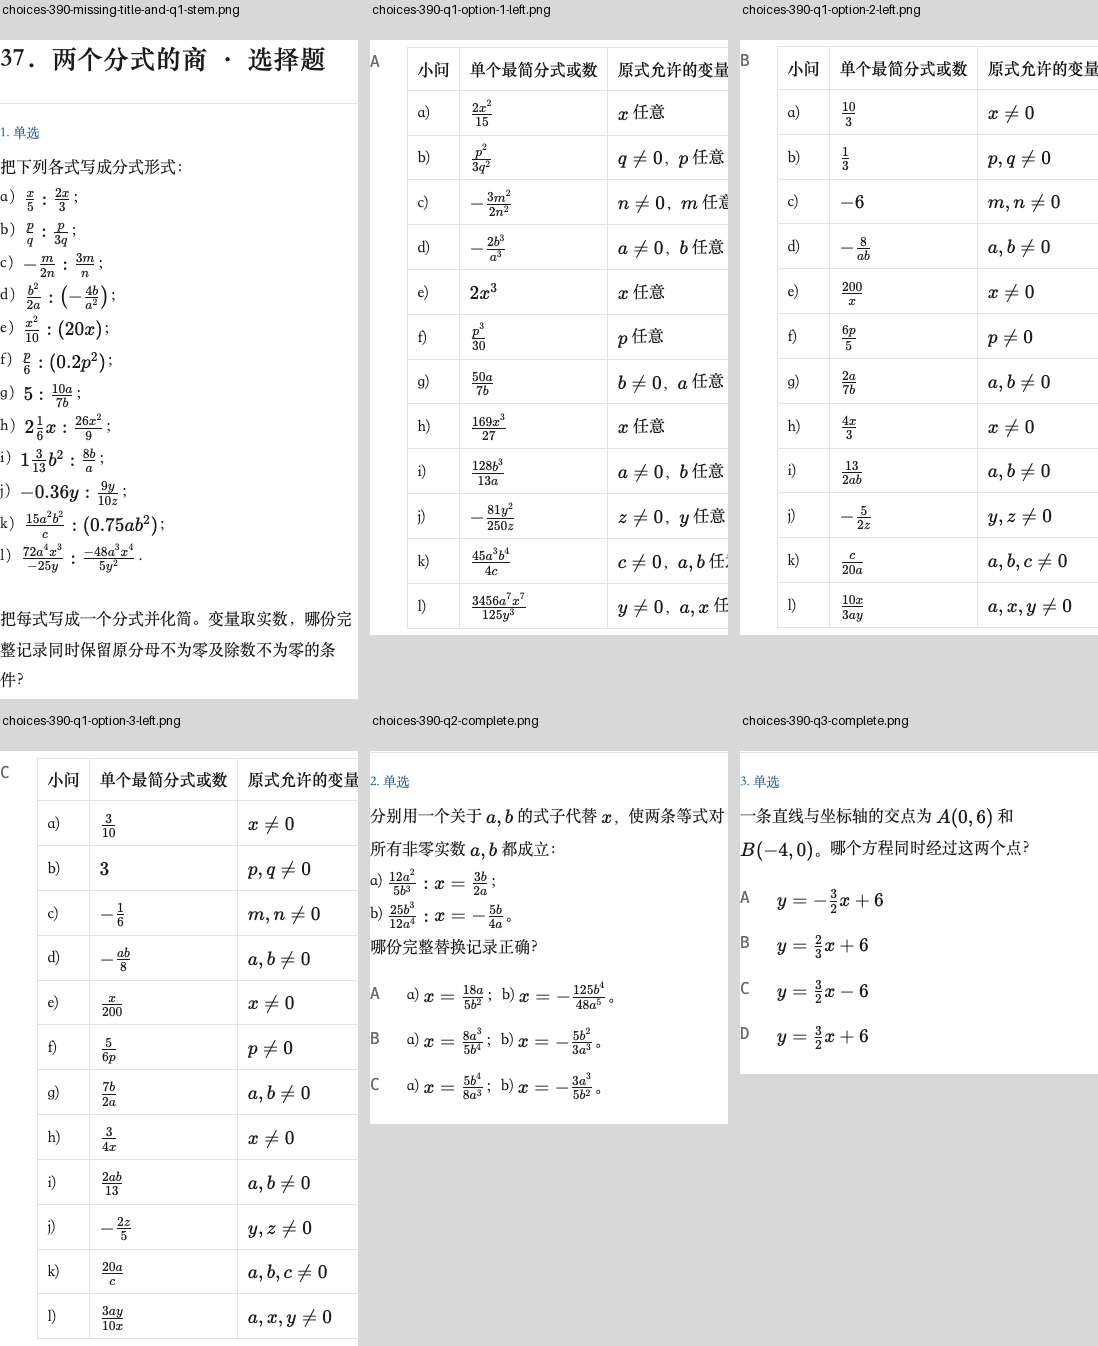 choices-390-missing-title-and-q1-stem.png
37. 两个分式的商 · 选择题
1. 单选
把下列各式写成分式形式：
a) x/5 : 2x/3；
b) p/q : p/3q；
c) −m/2n : 3m/n；
d) b²/2a : (−4b/a²)；
e) x²/10 : (20x)；
f) p/6 : (0.2p²)；
g) 5 : 10a/7b；
h) 2 1/6 x : 26x²/9；
i) 1 3/13 b² : 8b/a；
j) −0.36y : 9y/10z；
k) 15a²b²/c : (0.75ab²)；
l) 72a⁴x³/−25y : −48a³x⁴/5y² .
把每式写成一个分式并化简。变量取实数，哪份完
整记录同时保留原分母不为零及除数不为零的条
件？
choices-390-q1-option-1-left.png
A
小问 单个最简分式或数 原式允许的变量
a) 2x²/15 x 任意
b) p²/3q² q ≠ 0，p 任意
c) −3m²/2n² n ≠ 0，m 任意
d) −2b³/a³ a ≠ 0，b 任意
e) 2x³ x 任意
f) p³/30 p 任意
g) 50a/7b b ≠ 0，a 任意
h) 169x³/27 x 任意
i) 128b³/13a a ≠ 0，b 任意
j) −81y²/250z z ≠ 0，y 任意
k) 45a³b⁴/4c c ≠ 0，a, b 任
l) 3456a⁷x⁷/125y³ y ≠ 0，a, x 任
choices-390-q1-option-2-left.png
B
小问 单个最简分式或数 原式允许的变量
a) 10/3 x ≠ 0
b) 1/3 p, q ≠ 0
c) −6 m, n ≠ 0
d) −8/ab a, b ≠ 0
e) 200/x x ≠ 0
f) 6p/5 p ≠ 0
g) 2a/7b a, b ≠ 0
h) 4x/3 x ≠ 0
i) 13/2ab a, b ≠ 0
j) −5/2z y, z ≠ 0
k) c/20a a, b, c ≠ 0
l) 10x/3ay a, x, y ≠ 0
choices-390-q1-option-3-left.png
C
小问 单个最简分式或数 原式允许的变量
a) 3/10 x ≠ 0
b) 3 p, q ≠ 0
c) −1/6 m, n ≠ 0
d) −ab/8 a, b ≠ 0
e) x/200 x ≠ 0
f) 5/6p p ≠ 0
g) 7b/2a a, b ≠ 0
h) 3/4x x ≠ 0
i) 2ab/13 a, b ≠ 0
j) −2z/5 y, z ≠ 0
k) 20a/c a, b, c ≠ 0
l) 3ay/10x a, x, y ≠ 0
choices-390-q2-complete.png
2. 单选
分别用一个关于 a, b 的式子代替 x，使两条等式对
所有非零实数 a, b 都成立：
a) 12a²/5b³ : x = 3b/2a；
b) 25b³/12a⁴ : x = −5b/4a。
哪份完整替换记录正确？
A a) x = 18a/5b²；b) x = −125b⁴/48a⁵。
B a) x = 8a³/5b⁴；b) x = −5b²/3a³。
C a) x = 5b⁴/8a³；b) x = −3a³/5b²。
choices-390-q3-complete.png
3. 单选
一条直线与坐标轴的交点为 A(0, 6) 和
B(−4, 0)。哪个方程同时经过这两个点？
A y = −3/2 x + 6
B y = 2/3 x + 6
C y = 3/2 x − 6
D y = 3/2 x + 6